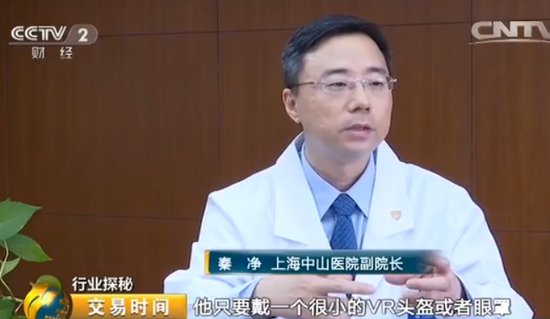 CCTV 2
财经
CNTV
秦 净 上海中山医院副院长
行业探秘
交易时间
他只要戴一个很小的VR头盔或者眼罩